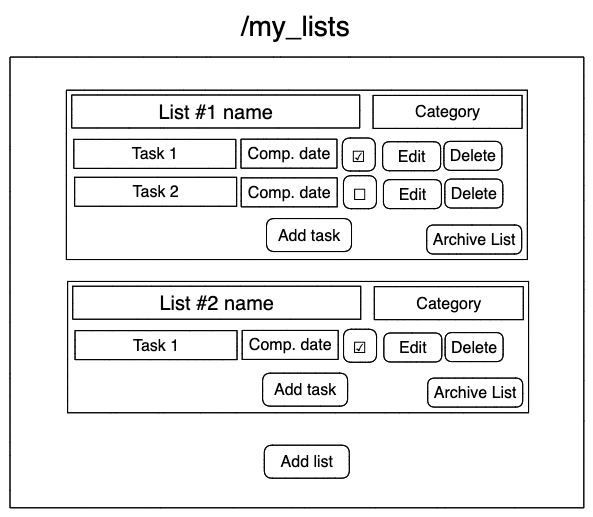 /my_lists
List #1 name Category
Task 1 Comp. date ☑ Edit Delete
Task 2 Comp. date ☐ Edit Delete
Add task Archive List
List #2 name Category
Task 1 Comp. date ☑ Edit Delete
Add task Archive List
Add list